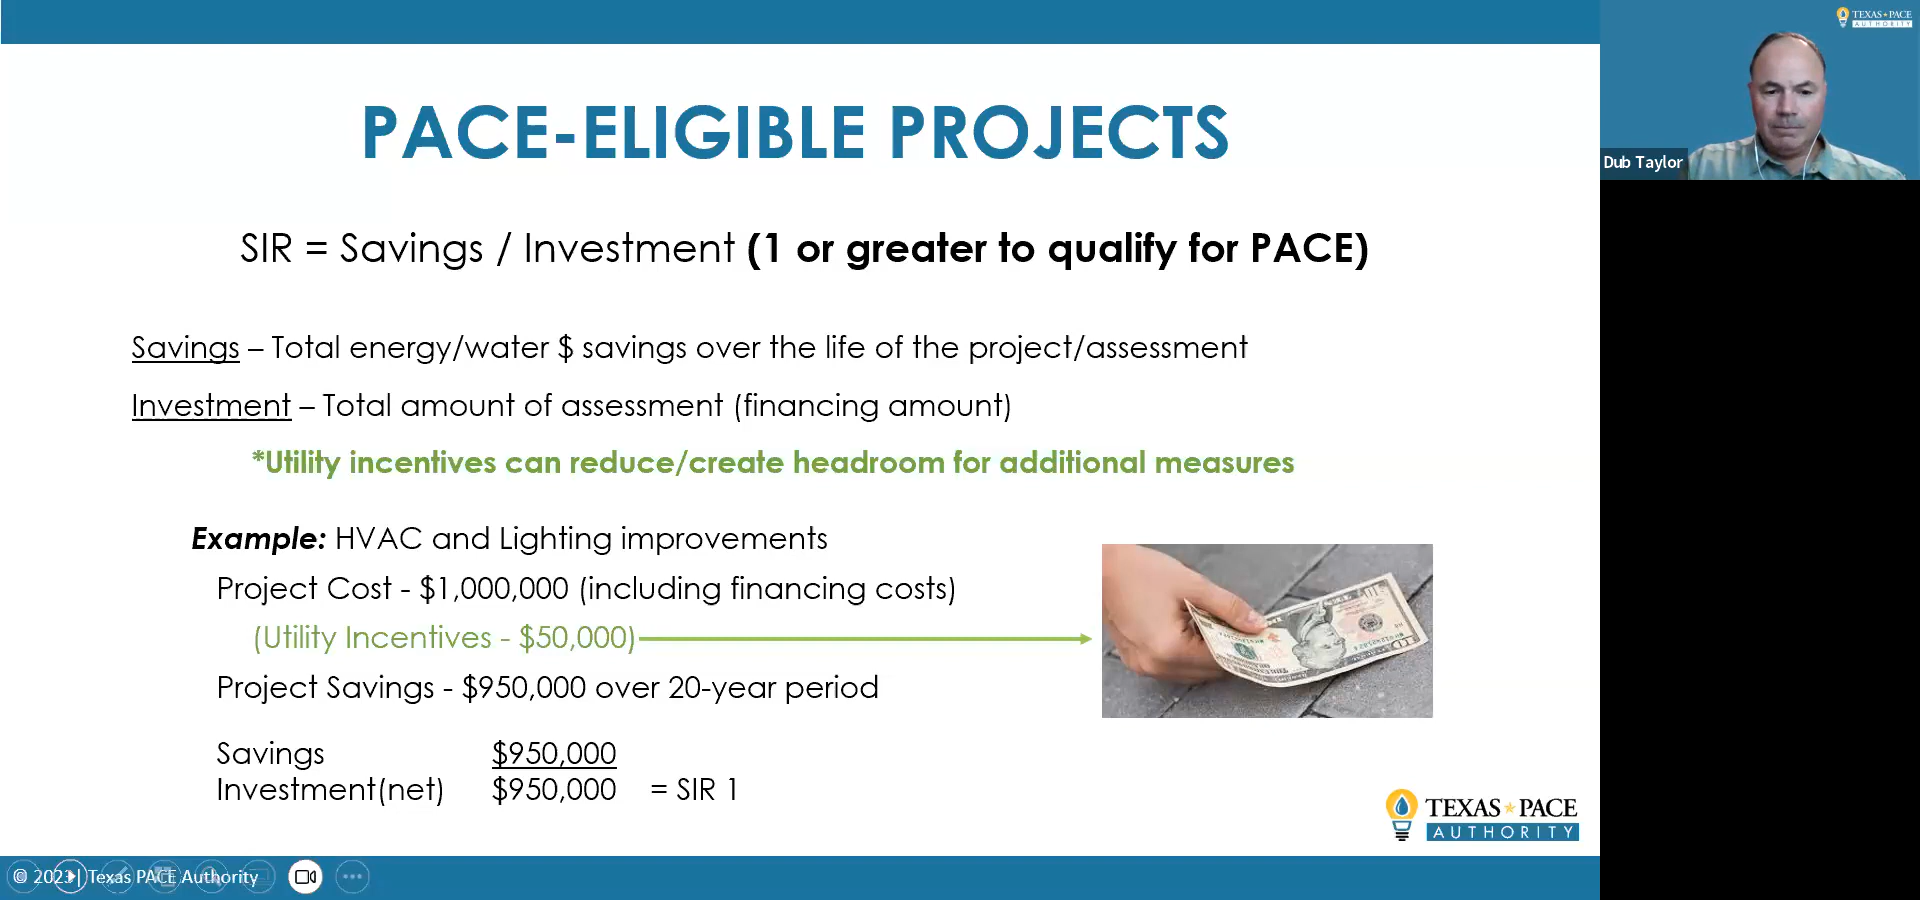 PACE-ELIGIBLE PROJECTS
SIR = Savings / Investment (1 or greater to qualify for PACE)
Savings – Total energy/water $ savings over the life of the project/assessment
Investment – Total amount of assessment (financing amount)
*Utility incentives can reduce/create headroom for additional measures
Example: HVAC and Lighting improvements
Project Cost - $1,000,000 (including financing costs)
(Utility Incentives - $50,000)
Project Savings - $950,000 over 20-year period
Savings $950,000
Investment(net) $950,000 = SIR 1
TEXAS PACE
AUTHORITY
© 2023 | Texas PACE Authority
TEXAS PACE
AUTHORITY
Dub Taylor